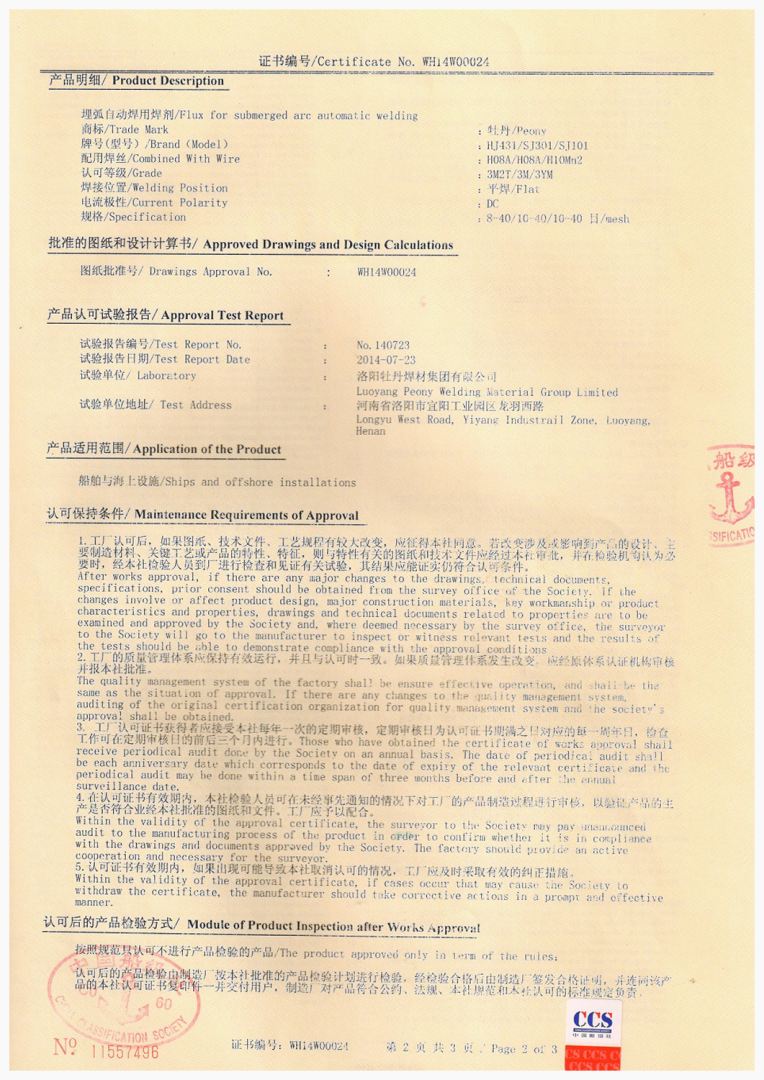 证书编号/Certificate No. WH14W00024
产品明细/ Product Description
埋弧自动焊用焊剂/Flux for submerged arc automatic welding
商标/Trade Mark : 牡丹/Peony
牌号(型号) /Brand (Model) : HJ431/SJ301/SJ101
配用焊丝/Combined With Wire : H08A/H08A/H10Mn2
认可等级/Grade : 3M2T/3M/3YM
焊接位置/Welding Position : 平焊/Flat
电流极性/Current Polarity : DC
规格/Specification : 8-40/10-40/10-40 目/mesh
批准的图纸和设计计算书/ Approved Drawings and Design Calculations
图纸批准号/ Drawings Approval No. : WH14W00024
产品认可试验报告/ Approval Test Report
试验报告编号/Test Report No. : No.140723
试验报告日期/Test Report Date : 2014-07-23
试验单位/ Laboratory : 洛阳牡丹焊材集团有限公司
Luoyang Peony Welding Material Group Limited
试验单位地址/ Test Address : 河南省洛阳市宜阳工业园区龙羽西路
Longyu West Road, Yiyang Industrail Zone, Luoyang,
Henan
产品适用范围/ Application of the Product
船舶与海上设施/Ships and offshore installations
认可保持条件/ Maintenance Requirements of Approval
1.工厂认可后，如果图纸、技术文件、工艺规程有较大改变，应征得本社同意。若改变涉及或影响到产品的设计、主
要制造材料、关键工艺或产品的特性、特征，则与特性有关的图纸和技术文件应经过本社审批，并在检验机构认为必
要时，经本社检验人员到厂进行检查和见证有关试验，其结果应能证实仍符合认可条件。
After works approval, if there are any major changes to the drawings, technical documents,
specifications, prior consent should be obtained from the survey office of the Society. If the
changes involve or affect product design, major construction materials, key workmanship or product
characteristics and properties, drawings and technical documents related to properties are to be
examined and approved by the Society and, where deemed necessary by the survey office, the surveyor
to the Society will go to the manufacturer to inspect or witness relevant tests and the results of
the tests should be able to demonstrate compliance with the approval conditions
2.工厂的质量管理体系应保持有效运行，并且与认可时一致。如果质量管理体系发生改变，应经原体系认证机构审核
并报本社批准。
The quality management system of the factory shall be ensure effective operation, and shall be the
same as the situation of approval. If there are any changes to the quality management system,
auditing of the original certification organization for quality management system and the society's
approval shall be obtained.
3. 工厂认可证书获得者应接受本社每年一次的定期审核，定期审核日为认可证书期满之日对应的每一周年日，检查
工作可在定期审核日的前后三个月内进行。Those who have obtained the certificate of works approval shall
receive periodical audit done by the Society on an annual basis. The date of periodical audit shall
be each anniversary date which corresponds to the date of expiry of the relevant certificate and the
periodical audit may be done within a time span of three months before and after the annual
surveillance date.
4.在认可证书有效期内，本社检验人员可在未经事先通知的情况下对工厂的产品制造过程进行审核，以验证产品的生
产是否符合业经本社批准的图纸和文件。工厂应予以配合。
Within the validity of the approval certificate, the surveyor to the Society may pay unannounced
audit to the manufacturing process of the product in order to confirm whether it is in compliance
with the drawings and documents approved by the Society. The factory should provide an active
cooperation and necessary for the surveyor.
5.认可证书有效期内，如果出现可能导致本社取消认可的情况，工厂应及时采取有效的纠正措施。
Within the validity of the approval certificate, if cases occur that may cause the Society to
withdraw the certificate, the manufacturer should take corrective actions in a prompt and effective
manner.
认可后的产品检验方式/ Module of Product Inspection after Works Approval
按照规范只认可不进行产品检验的产品/The product approved only in term of the rules:
认可后的产品检验由制造厂按本社批准的产品检验计划进行检验，经检验合格后由制造厂签发合格证明，并连同该产
品的本社认可证书复印件一并交付用户，制造厂对产品符合公约、法规、本社规范和本社认可的标准规定负责。
中国船级社
60
CHINA CLASSIFICATION SOCIETY
船级
SSIFICATIO
CCS
中国船级社
CS CCS CC
CS CCS CC
№ 11557496
证书编号: WH14W00024 第 2 页 共 3 页 / Page 2 of 3